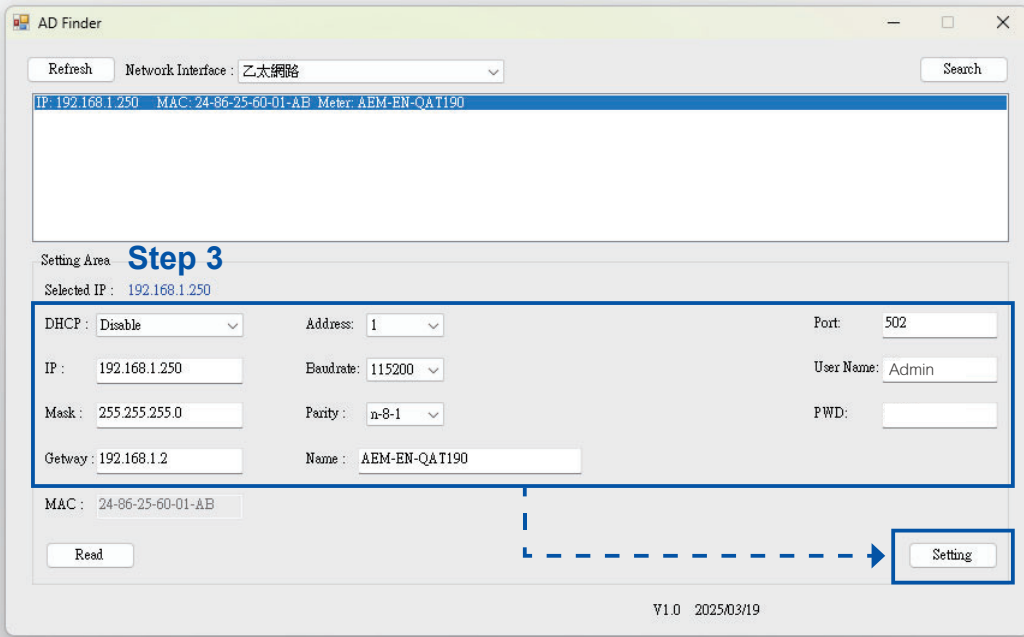 AD Finder
Refresh Network Interface : 乙太網路 Search
IP: 192.168.1.250 MAC: 24-86-25-60-01-AB Meter: AEM-EN-QAT190
Setting Area Step 3
Selected IP : 192.168.1.250
DHCP : Disable Address: 1 Port: 502
IP : 192.168.1.250 Baudrate: 115200 User Name: Admin
Mask : 255.255.255.0 Parity : n-8-1 PWD:
Getway : 192.168.1.2 Name : AEM-EN-QAT190
MAC : 24-86-25-60-01-AB
Read Setting
V1.0 2025/03/19